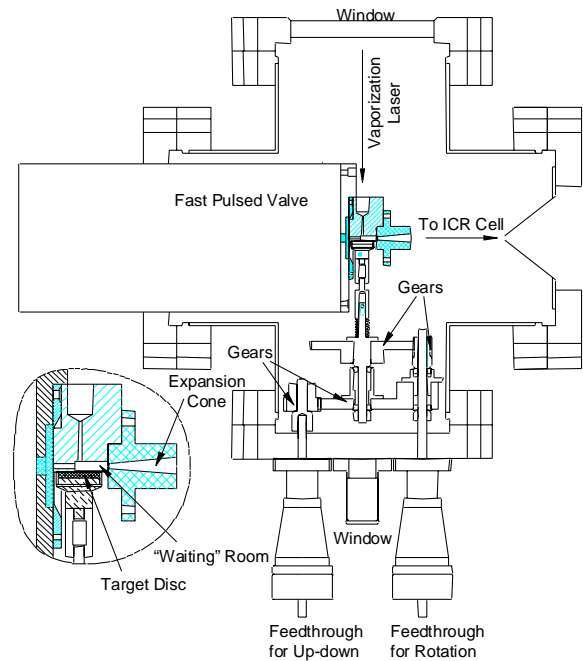 Window
Vaporization
Laser
Fast Pulsed Valve
To ICR Cell
Gears
Gears
Expansion
Cone
“Waiting” Room
Target Disc
Window
Feedthrough
for Up-down
Feedthrough
for Rotation